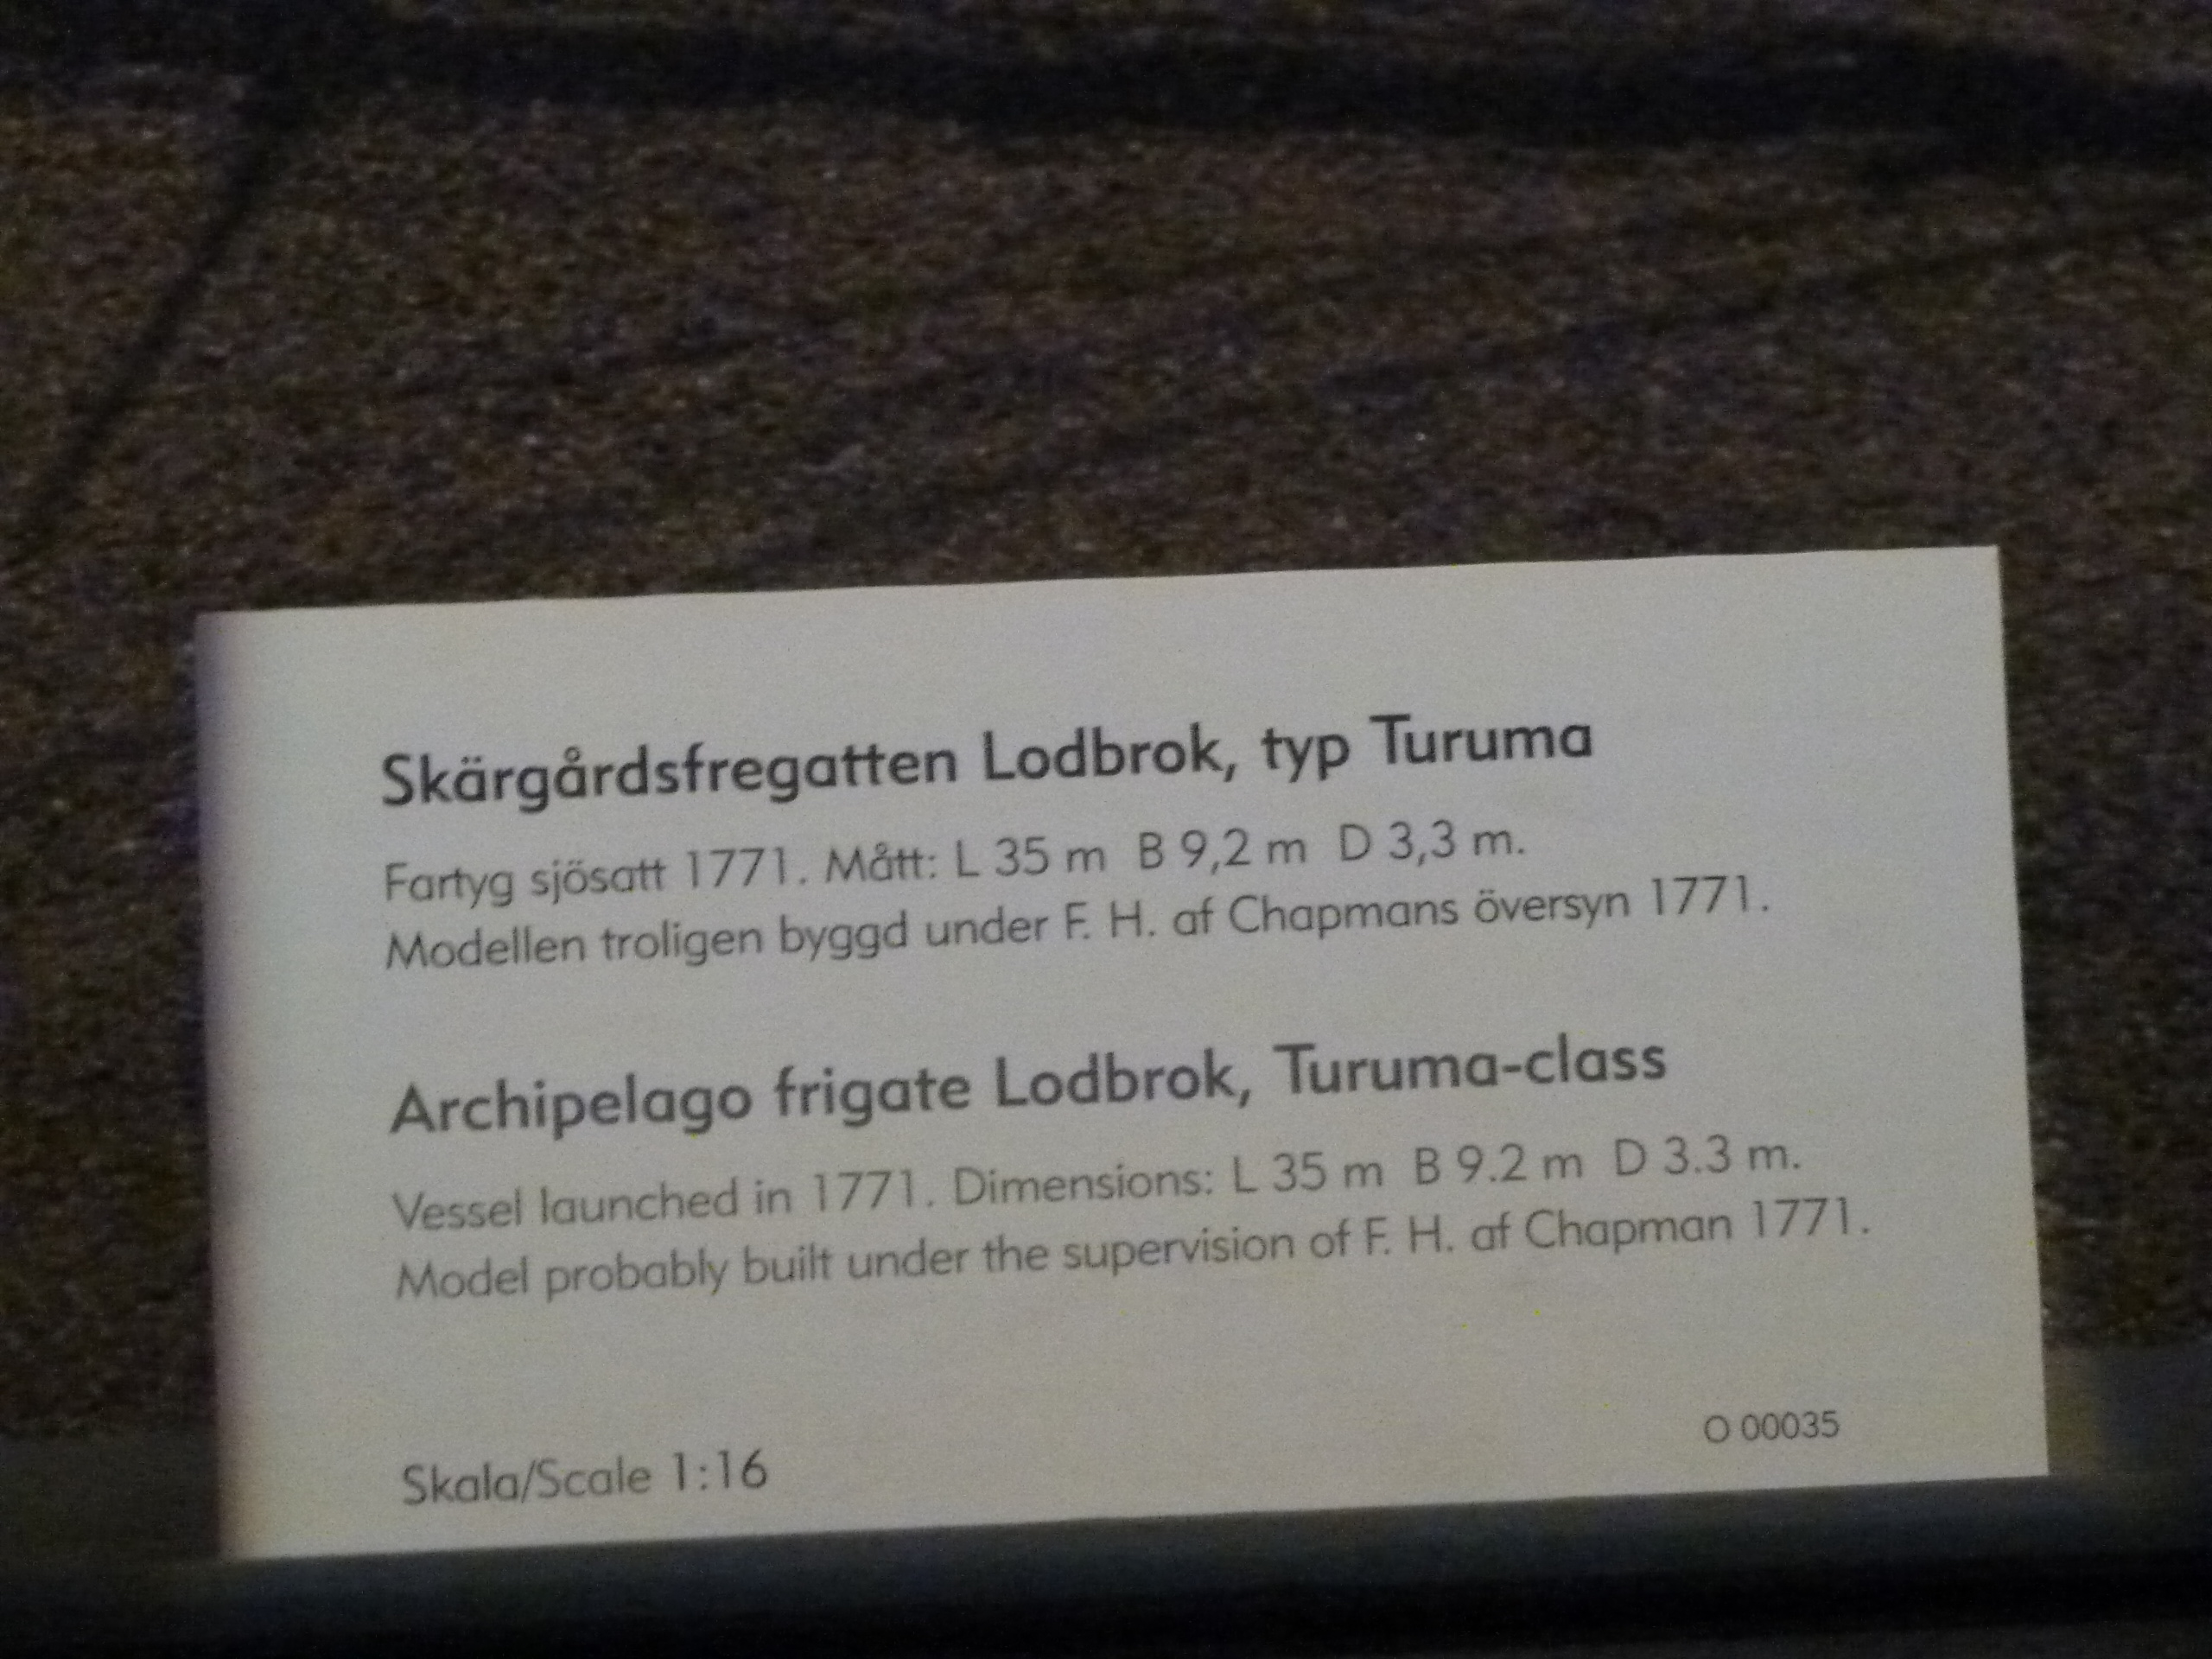 Skärgårdsfregatten Lodbrok, typ Turuma
Fartyg sjösatt 1771. Mått: L 35 m B 9,2 m D 3,3 m.
Modellen troligen byggd under F. H. af Chapmans översyn 1771.
Archipelago frigate Lodbrok, Turuma-class
Vessel launched in 1771. Dimensions: L 35 m B 9.2 m D 3.3 m.
Model probably built under the supervision of F. H. af Chapman 1771.
O 00035
Skala/Scale 1:16